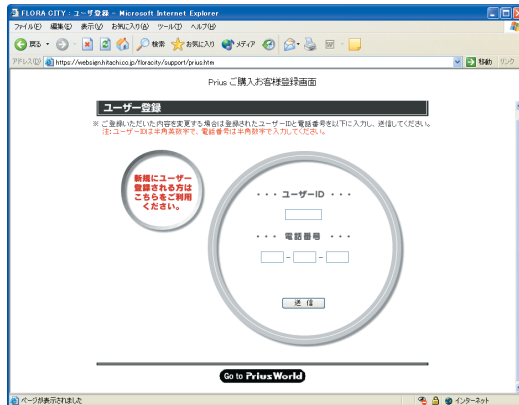 FLORA CITY : ユーザ登録 - Microsoft Internet Explorer
ファイル(F) 編集(E) 表示(V) お気に入り(A) ツール(T) ヘルプ(H)
戻る 検索 お気に入り メディア
アドレス(D) https://websign.hitachi.co.jp/floracity/support/prius.htm 移動 リンク
Prius ご購入お客様登録画面
ユーザー登録
※ ご登録いただいた内容を変更する場合は登録されたユーザーIDと電話番号を以下に入力し、送信してください。
注:ユーザーIDは半角英数字で、電話番号は半角数字で入力してください。
新規にユーザー
登録される方は
こちらをご利用
ください。
・・・ ユーザーID ・・・
・・・ 電話番号 ・・・
- -
送信
Go to PriusWorld
ページが表示されました インターネット